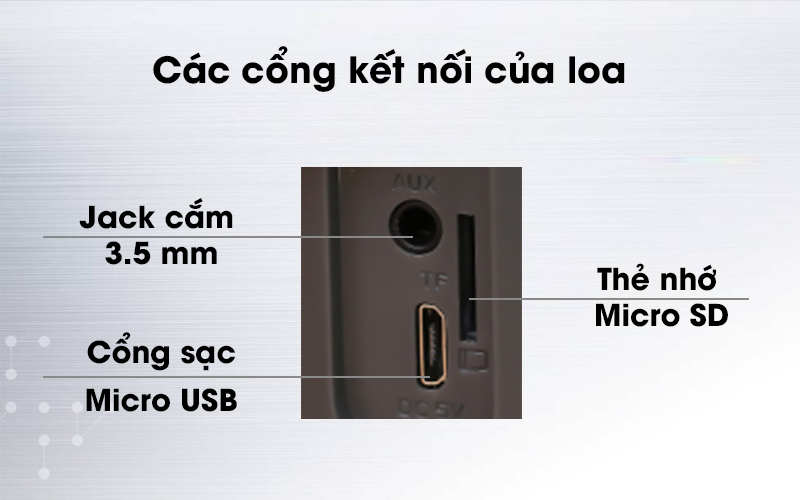 Các cổng kết nối của loa
Jack cắm
3.5 mm
AUX
TF
Thẻ nhớ
Micro SD
Cổng sạc
Micro USB
DC 5V